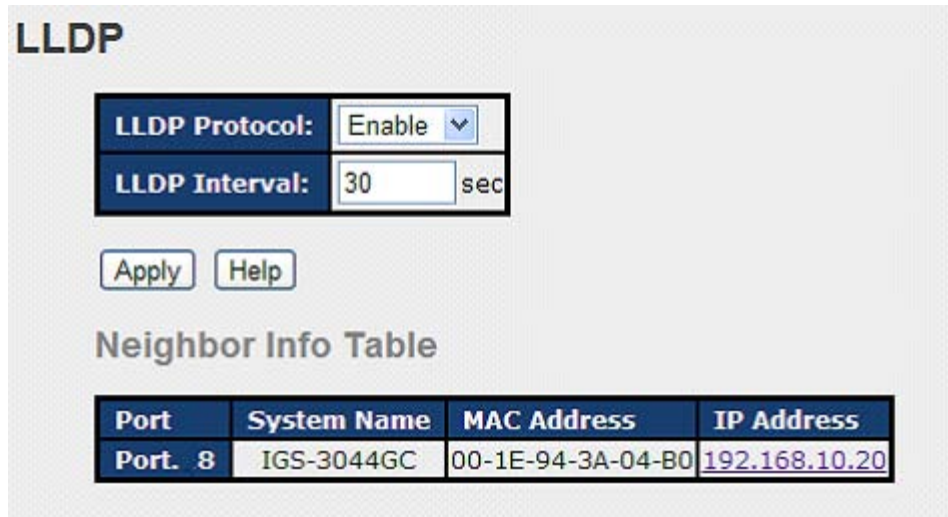 LLDP
LLDP Protocol: Enable
LLDP Interval: 30 sec
Apply Help
Neighbor Info Table
Port System Name MAC Address IP Address
Port. 8 IGS-3044GC 00-1E-94-3A-04-B0 192.168.10.20